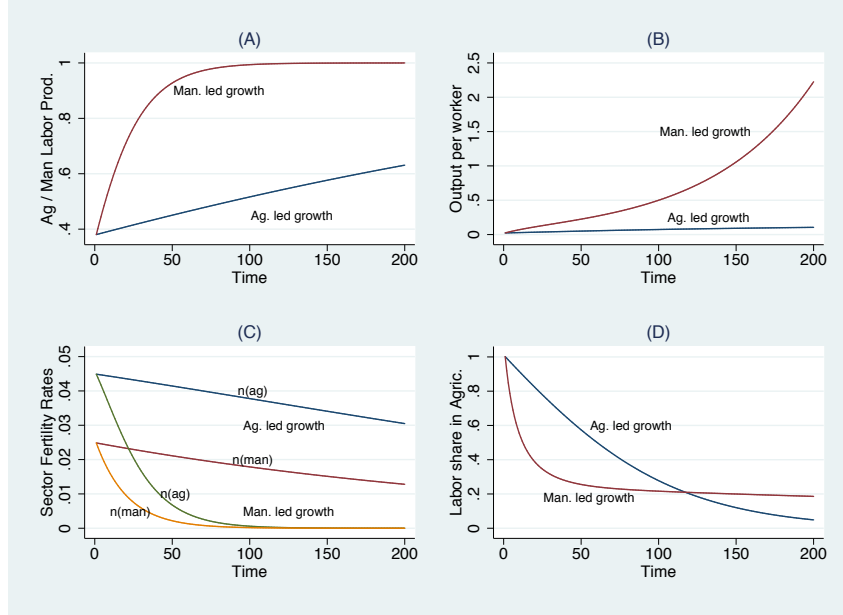 (A)
Ag / Man Labor Prod.
1
.8
.6
.4
Man. led growth
Ag. led growth
0 50 100 150 200
Time
(B)
Output per worker
2.5
2
1.5
1
.5
0
Man. led growth
Ag. led growth
0 50 100 150 200
Time
(C)
Sector Fertility Rates
.05
.04
.03
.02
.01
0
n(ag)
Ag. led growth
n(man)
n(ag)
n(man)
Man. led growth
0 50 100 150 200
Time
(D)
Labor share in Agric.
1
.8
.6
.4
.2
0
Ag. led growth
Man. led growth
0 50 100 150 200
Time